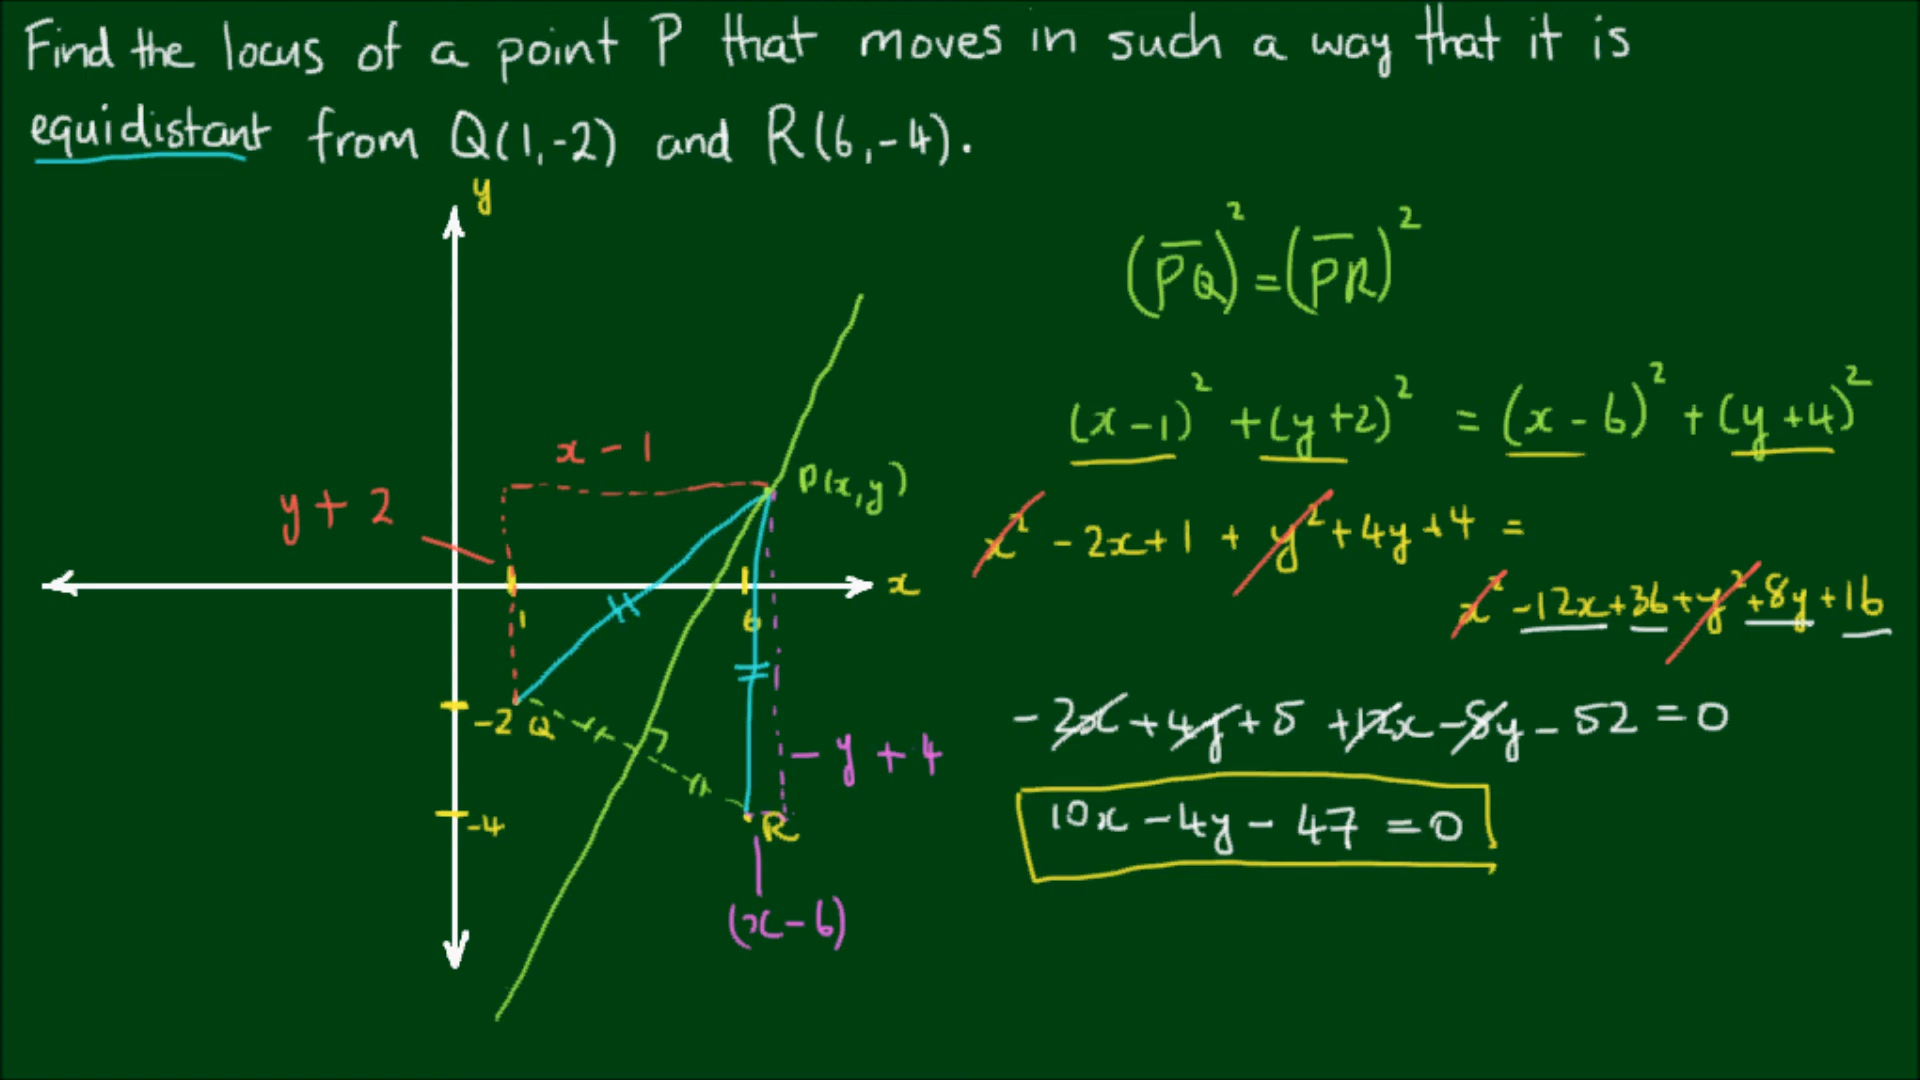 Find the locus of a point P that moves in such a way that it is
equidistant from Q(1,-2) and R(6,-4).
y
(PQ)² = (PR)²
(x-1)² + (y+2)² = (x-6)² + (y+4)²
x - 1
P(x,y)
y + 2
x² - 2x + 1 + y² + 4y + 4 =
x
x² - 12x + 36 + y² + 8y + 16
1
6
-2 Q
- 2x + 4y + 5 + 12x - 8y - 52 = 0
- y + 4
-4
R
10x - 4y - 47 = 0
(x-6)